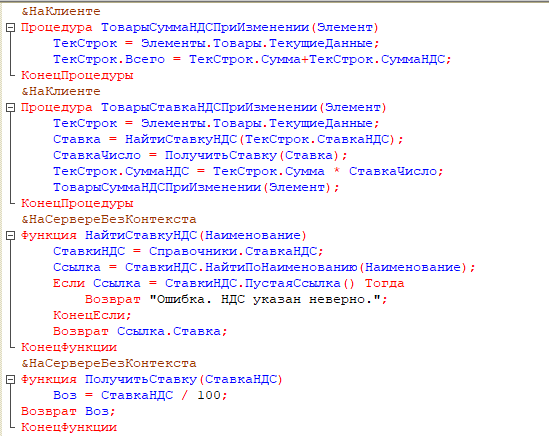 &НаКлиенте
Процедура ТоварыСуммаНДСПриИзменении(Элемент)
ТекСтрок = Элементы.Товары.ТекущиеДанные;
ТекСтрок.Всего = ТекСтрок.Сумма+ТекСтрок.СуммаНДС;
КонецПроцедуры
&НаКлиенте
Процедура ТоварыСтавкаНДСПриИзменении(Элемент)
ТекСтрок = Элементы.Товары.ТекущиеДанные;
Ставка = НайтиСтавкуНДС(ТекСтрок.СтавкаНДС);
СтавкаЧисло = ПолучитьСтавку(Ставка);
ТекСтрок.СуммаНДС = ТекСтрок.Сумма * СтавкаЧисло;
ТоварыСуммаНДСПриИзменении(Элемент);
КонецПроцедуры
&НаСервереБезКонтекста
Функция НайтиСтавкуНДС(Наименование)
СтавкиНДС = Справочники.СтавкаНДС;
Ссылка = СтавкиНДС.НайтиПоНаименованию(Наименование);
Если Ссылка = СтавкиНДС.ПустаяСсылка() Тогда
Возврат "Ошибка. НДС указан неверно.";
КонецЕсли;
Возврат Ссылка.Ставка;
КонецФункции
&НаСервереБезКонтекста
Функция ПолучитьСтавку(СтавкаНДС)
Воз = СтавкаНДС / 100;
Возврат Воз;
КонецФункции